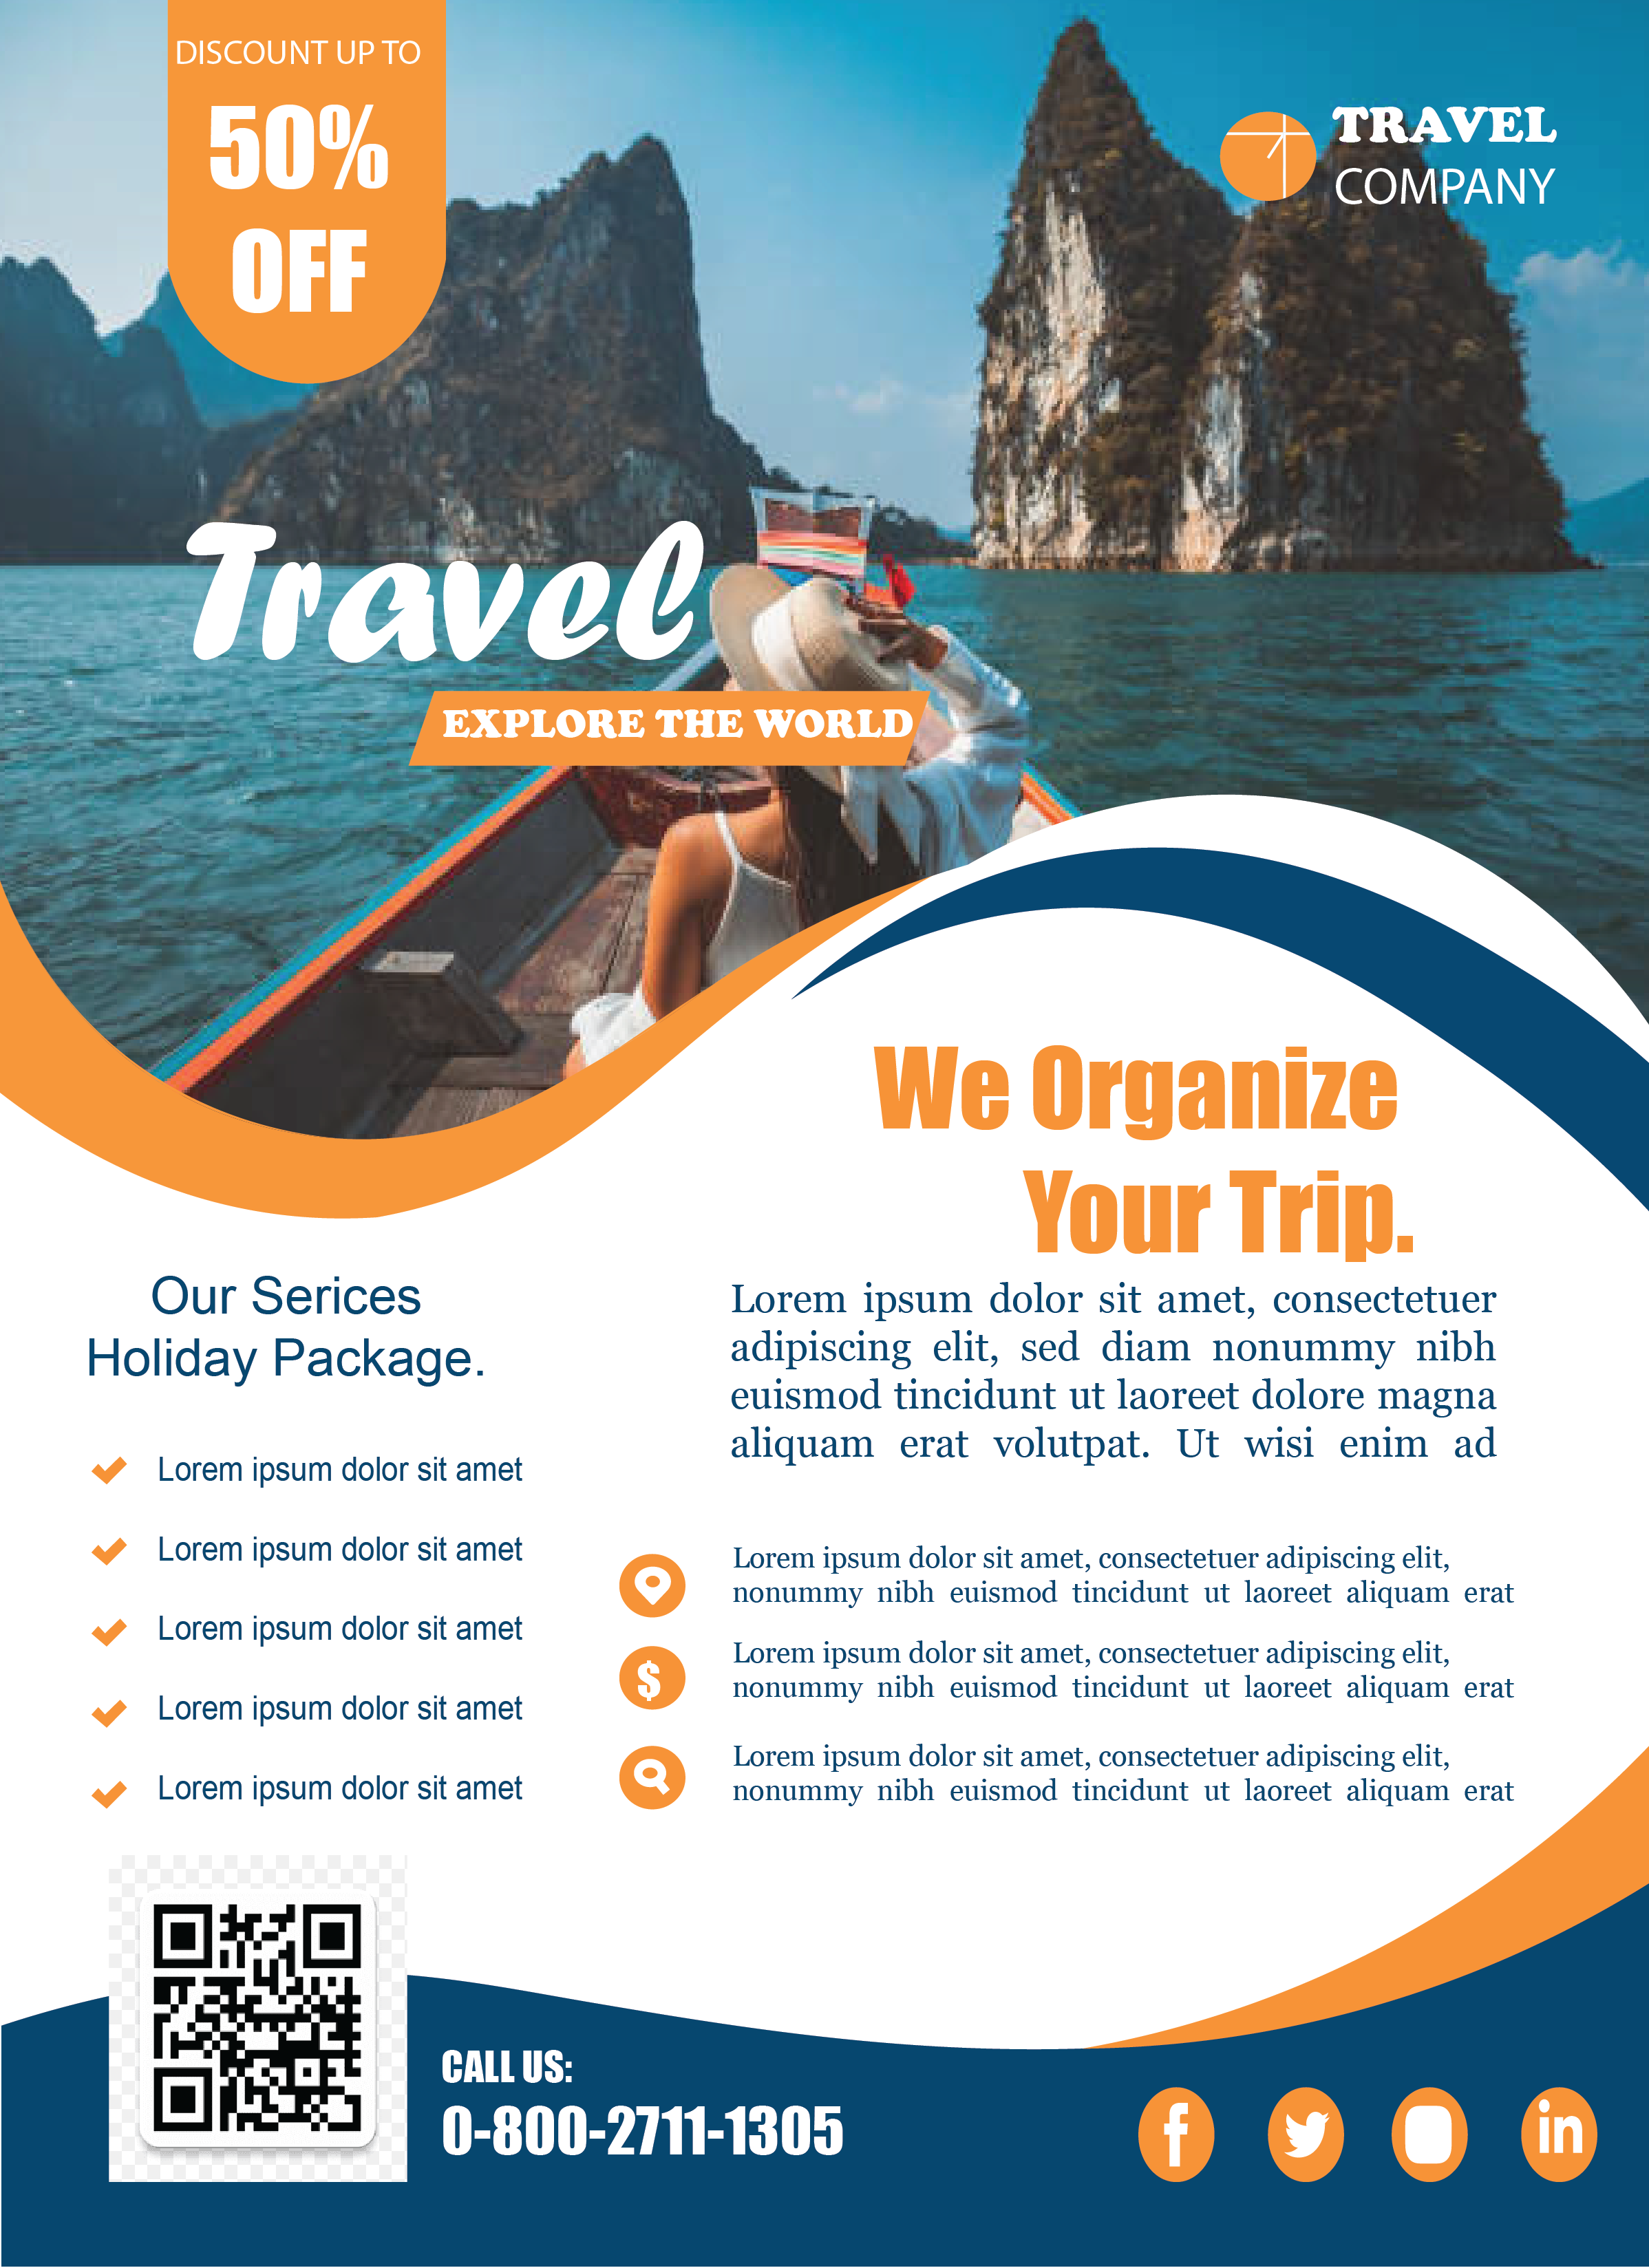 DISCOUNT UP TO
50%
OFF
TRAVEL
COMPANY
Travel
EXPLORE THE WORLD
We Organize
Your Trip.
Our Serices
Holiday Package.
Lorem ipsum dolor sit amet
Lorem ipsum dolor sit amet
Lorem ipsum dolor sit amet
Lorem ipsum dolor sit amet
Lorem ipsum dolor sit amet
Lorem ipsum dolor sit amet, consectetuer
adipiscing elit, sed diam nonummy nibh
euismod tincidunt ut laoreet dolore magna
aliquam erat volutpat. Ut wisi enim ad
Lorem ipsum dolor sit amet, consectetuer adipiscing elit,
nonummy nibh euismod tincidunt ut laoreet aliquam erat
$
Lorem ipsum dolor sit amet, consectetuer adipiscing elit,
nonummy nibh euismod tincidunt ut laoreet aliquam erat
Lorem ipsum dolor sit amet, consectetuer adipiscing elit,
nonummy nibh euismod tincidunt ut laoreet aliquam erat
CALL US:
0-800-2711-1305
f
in